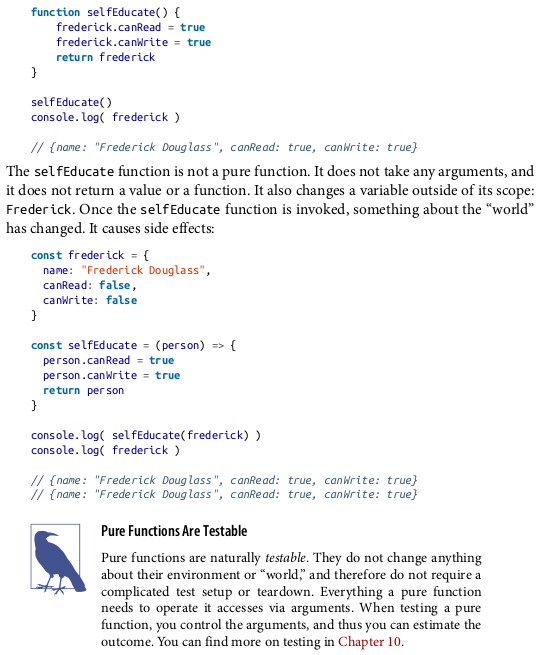 function selfEducate() {
    frederick.canRead = true
    frederick.canWrite = true
    return frederick
}

selfEducate()
console.log( frederick )

// {name: "Frederick Douglass", canRead: true, canWrite: true}
The selfEducate function is not a pure function. It does not take any arguments, and
it does not return a value or a function. It also changes a variable outside of its scope:
Frederick. Once the selfEducate function is invoked, something about the “world”
has changed. It causes side effects:
const frederick = {
  name: "Frederick Douglass",
  canRead: false,
  canWrite: false
}

const selfEducate = (person) => {
  person.canRead = true
  person.canWrite = true
  return person
}

console.log( selfEducate(frederick) )
console.log( frederick )

// {name: "Frederick Douglass", canRead: true, canWrite: true}
// {name: "Frederick Douglass", canRead: true, canWrite: true}
Pure Functions Are Testable
Pure functions are naturally testable. They do not change anything
about their environment or “world,” and therefore do not require a
complicated test setup or teardown. Everything a pure function
needs to operate it accesses via arguments. When testing a pure
function, you control the arguments, and thus you can estimate the
outcome. You can find more on testing in Chapter 10.